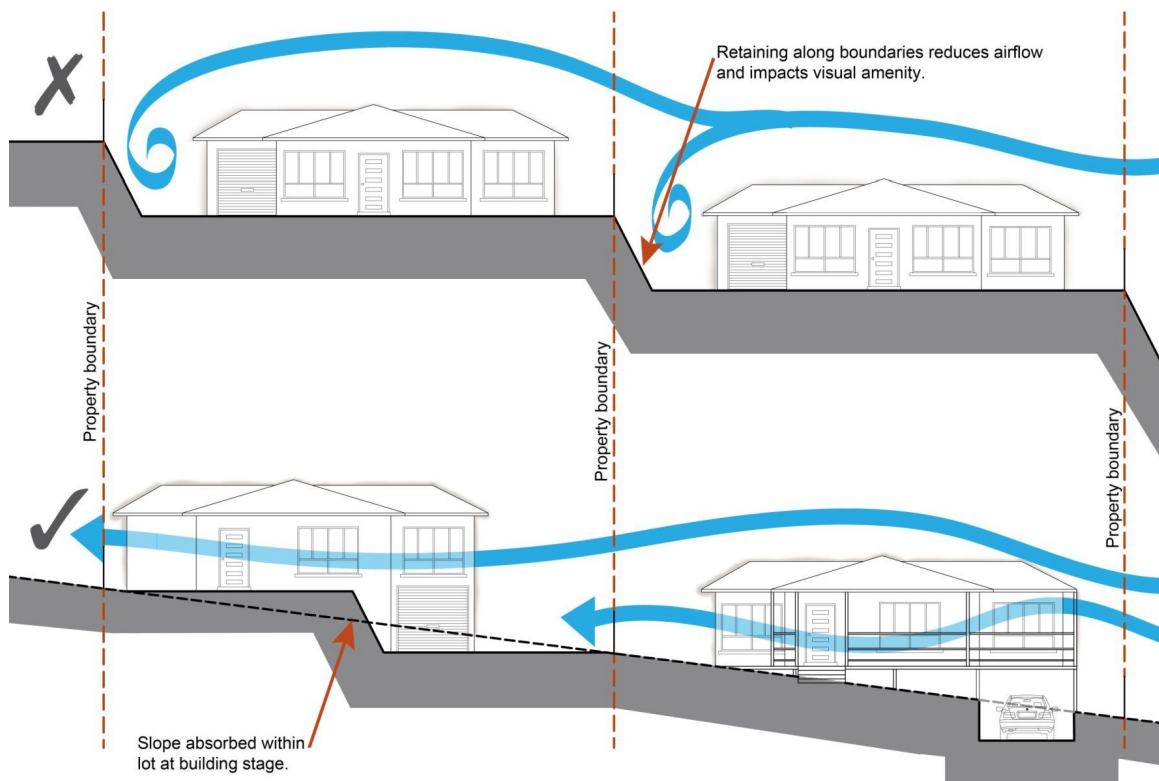 Retaining along boundaries reduces airflow
and impacts visual amenity.
Property boundary
Property boundary
Property boundary
Slope absorbed within
lot at building stage.